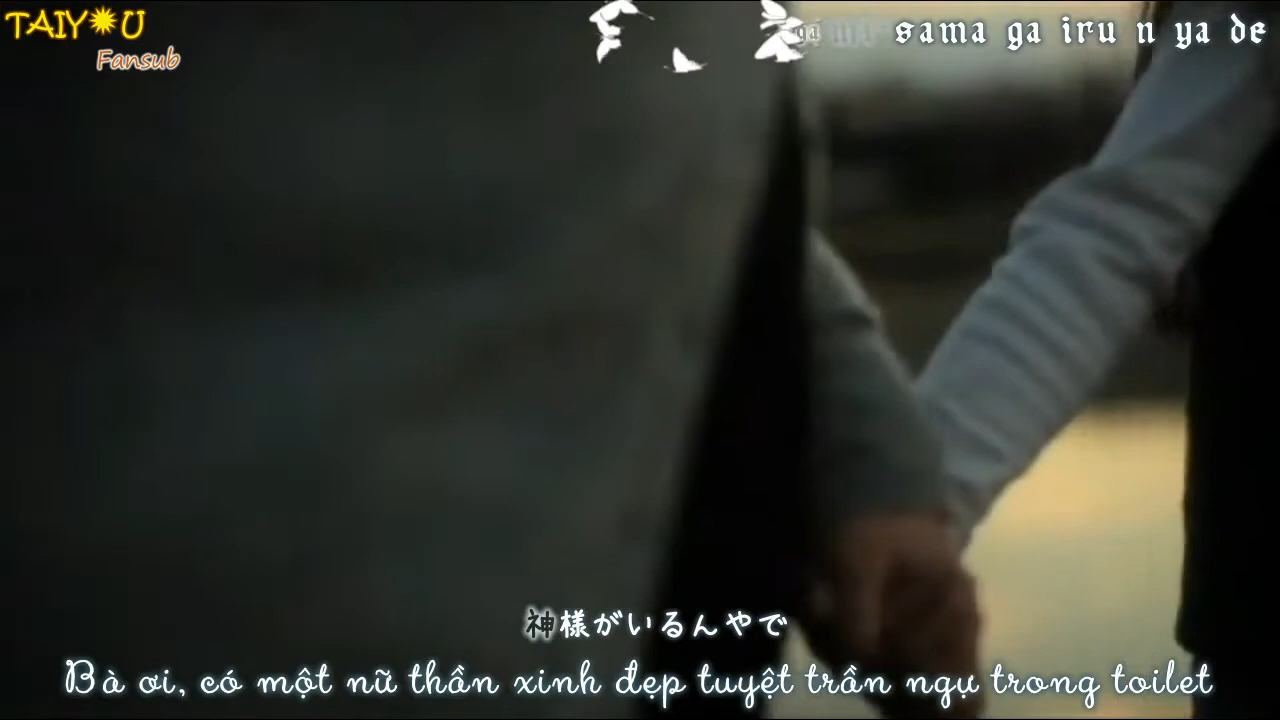 TAIYOU
Fansub
sama ga iru n ya de
神様がいるんやで
Bà ơi, có một nữ thần xinh đẹp tuyệt trần ngụ trong toilet